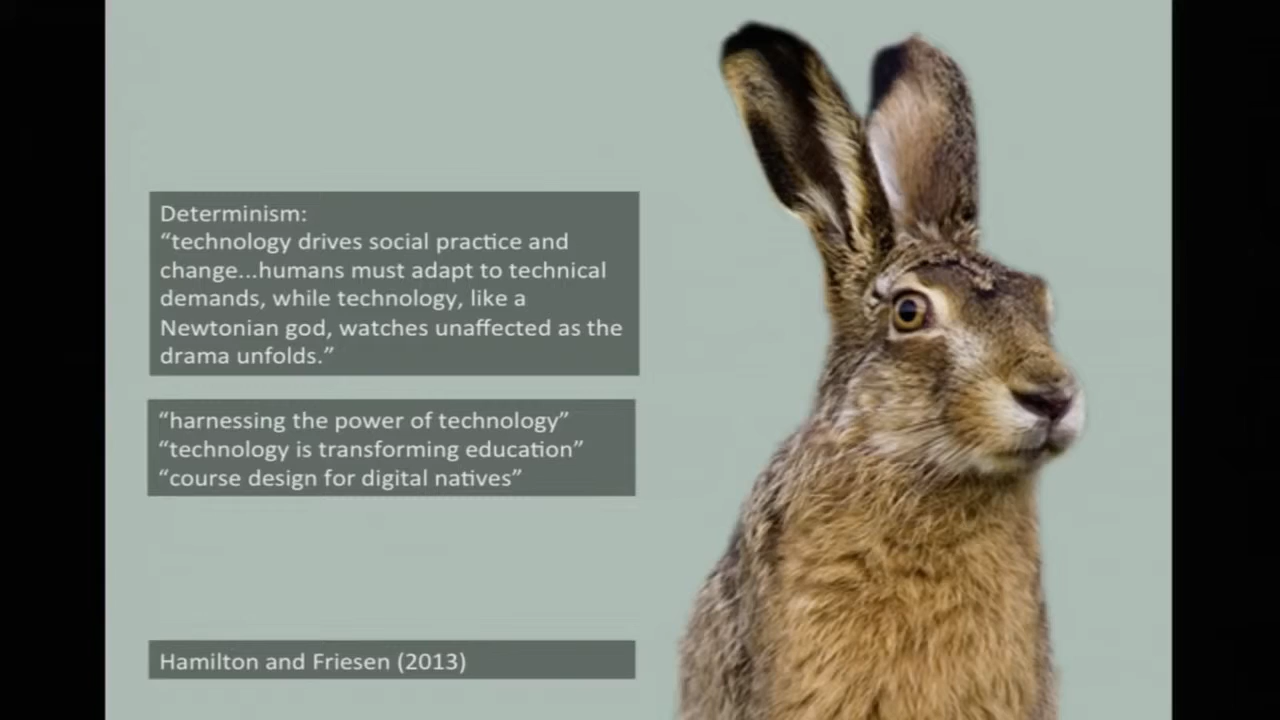 Determinism:
“technology drives social practice and
change...humans must adapt to technical
demands, while technology, like a
Newtonian god, watches unaffected as the
drama unfolds.”
“harnessing the power of technology”
“technology is transforming education”
“course design for digital natives”
Hamilton and Friesen (2013)